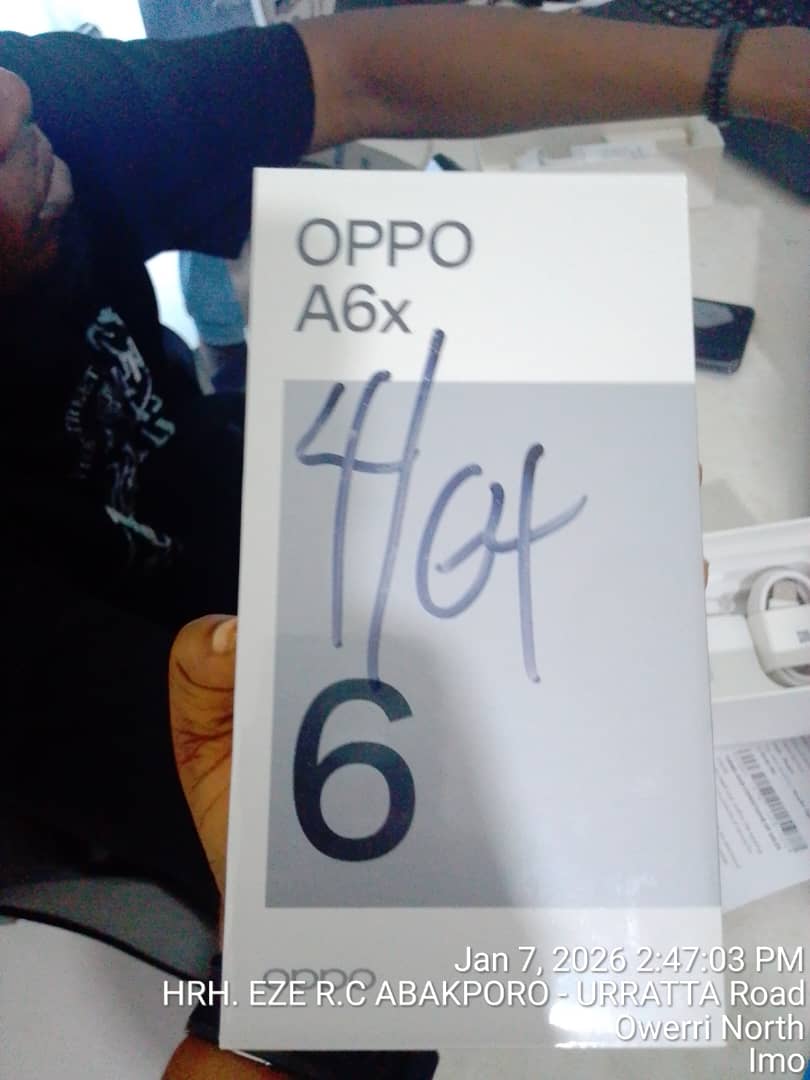 OPPO
A6x
4/64
6
oppo
Jan 7, 2026 2:47:03 PM
HRH. EZE R.C ABAKPORO - URRATTA Road
Owerri North
Imo